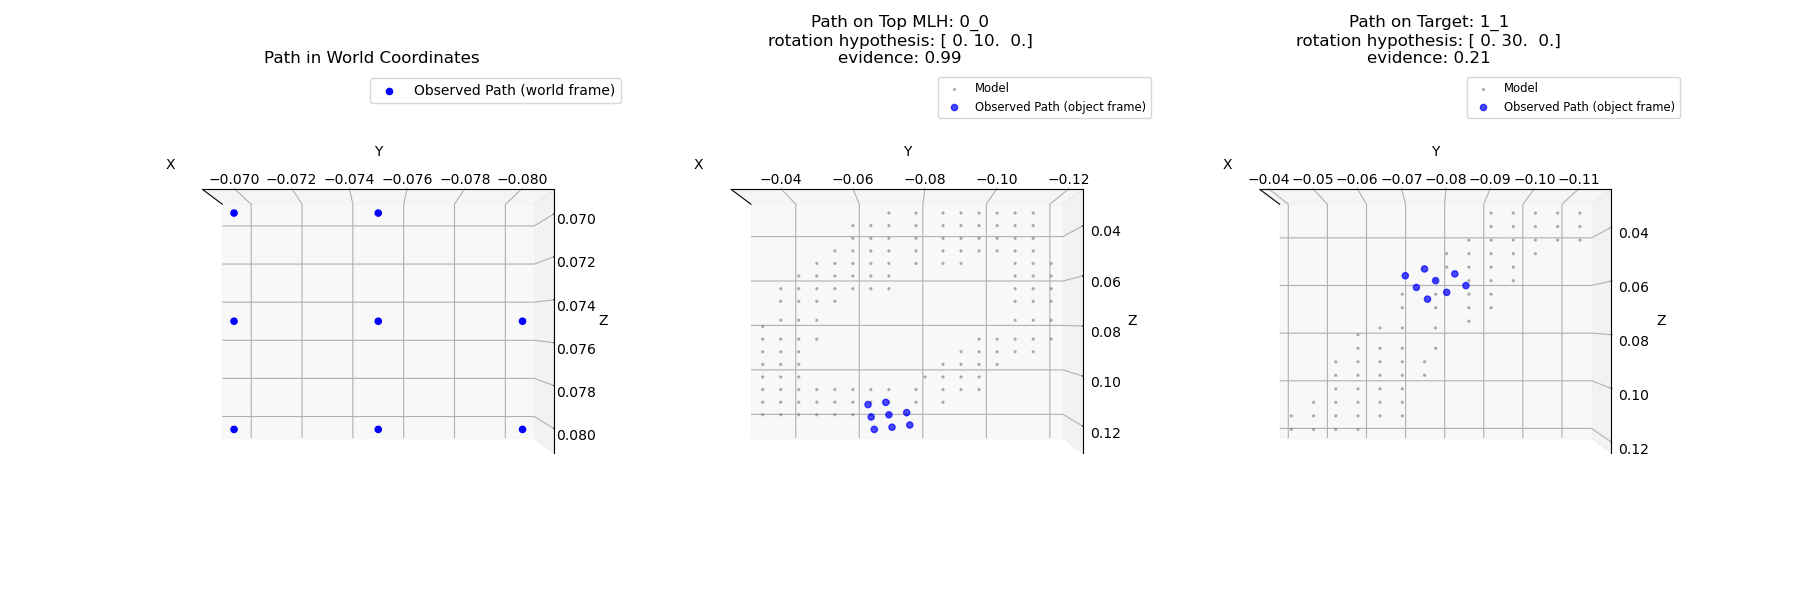 Path in World Coordinates
Observed Path (world frame)
X
Y
−0.070 −0.072 −0.074 −0.076 −0.078 −0.080
0.070
0.072
0.074
Z
0.076
0.078
0.080
Path on Top MLH: 0_0
rotation hypothesis: [ 0. 10.  0.]
evidence: 0.99
Model
Observed Path (object frame)
X
Y
−0.04 −0.06 −0.08 −0.10 −0.12
0.04
0.06
Z
0.08
0.10
0.12
Path on Target: 1_1
rotation hypothesis: [ 0. 30.  0.]
evidence: 0.21
Model
Observed Path (object frame)
X
Y
−0.04 −0.05 −0.06 −0.07 −0.08 −0.09 −0.10 −0.11
0.04
0.06
Z
0.08
0.10
0.12